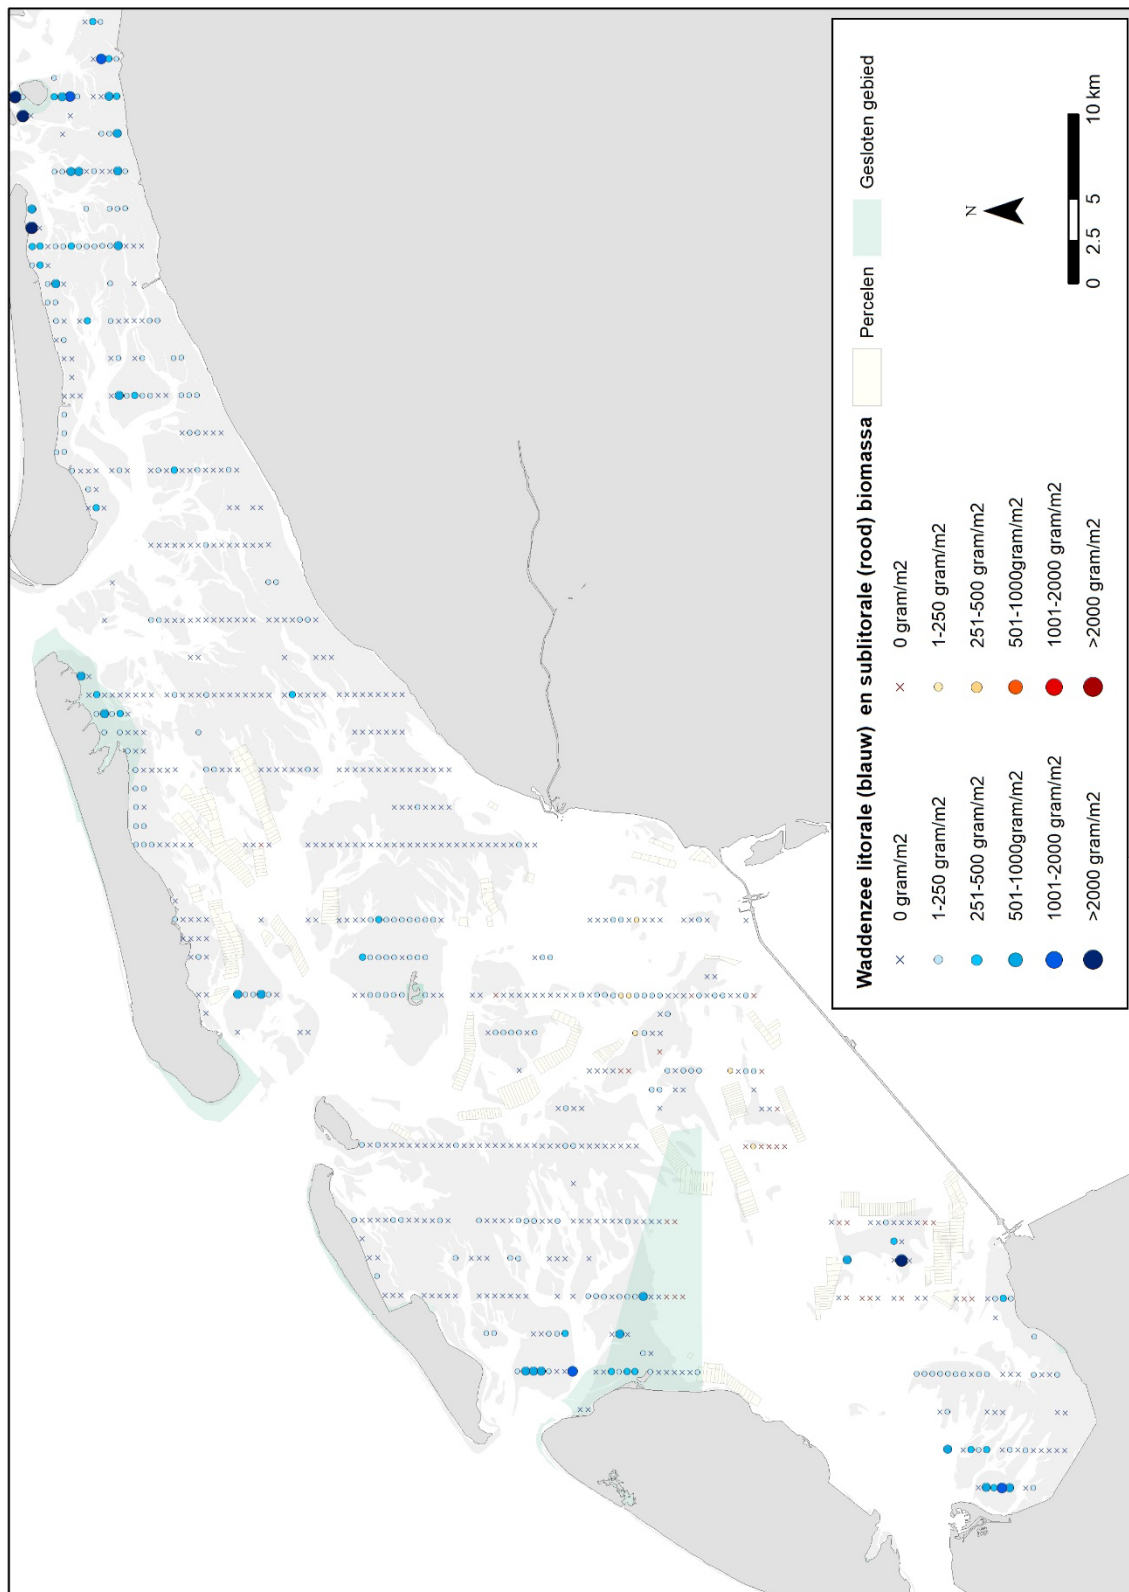 Waddenzee litorale (blauw) en sublitorale (rood) biomassa
0 gram/m2
1-250 gram/m2
251-500 gram/m2
501-1000gram/m2
1001-2000 gram/m2
>2000 gram/m2
0 gram/m2
1-250 gram/m2
251-500 gram/m2
501-1000gram/m2
1001-2000 gram/m2
>2000 gram/m2
Percelen
Gesloten gebied
N
0 2.5 5 10 km